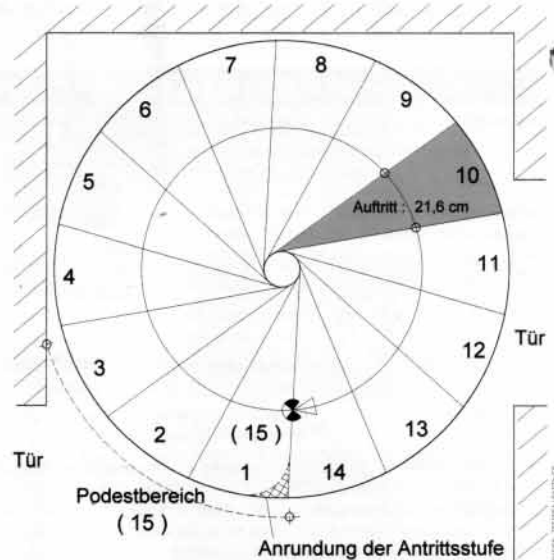 7
8
6
9
5
10
Auftritt : 21,6 cm
4
11
Tür
3
12
2
( 15 )
13
Tür
1
14
Podestbereich
( 15 )
Anrundung der Antrittsstufe